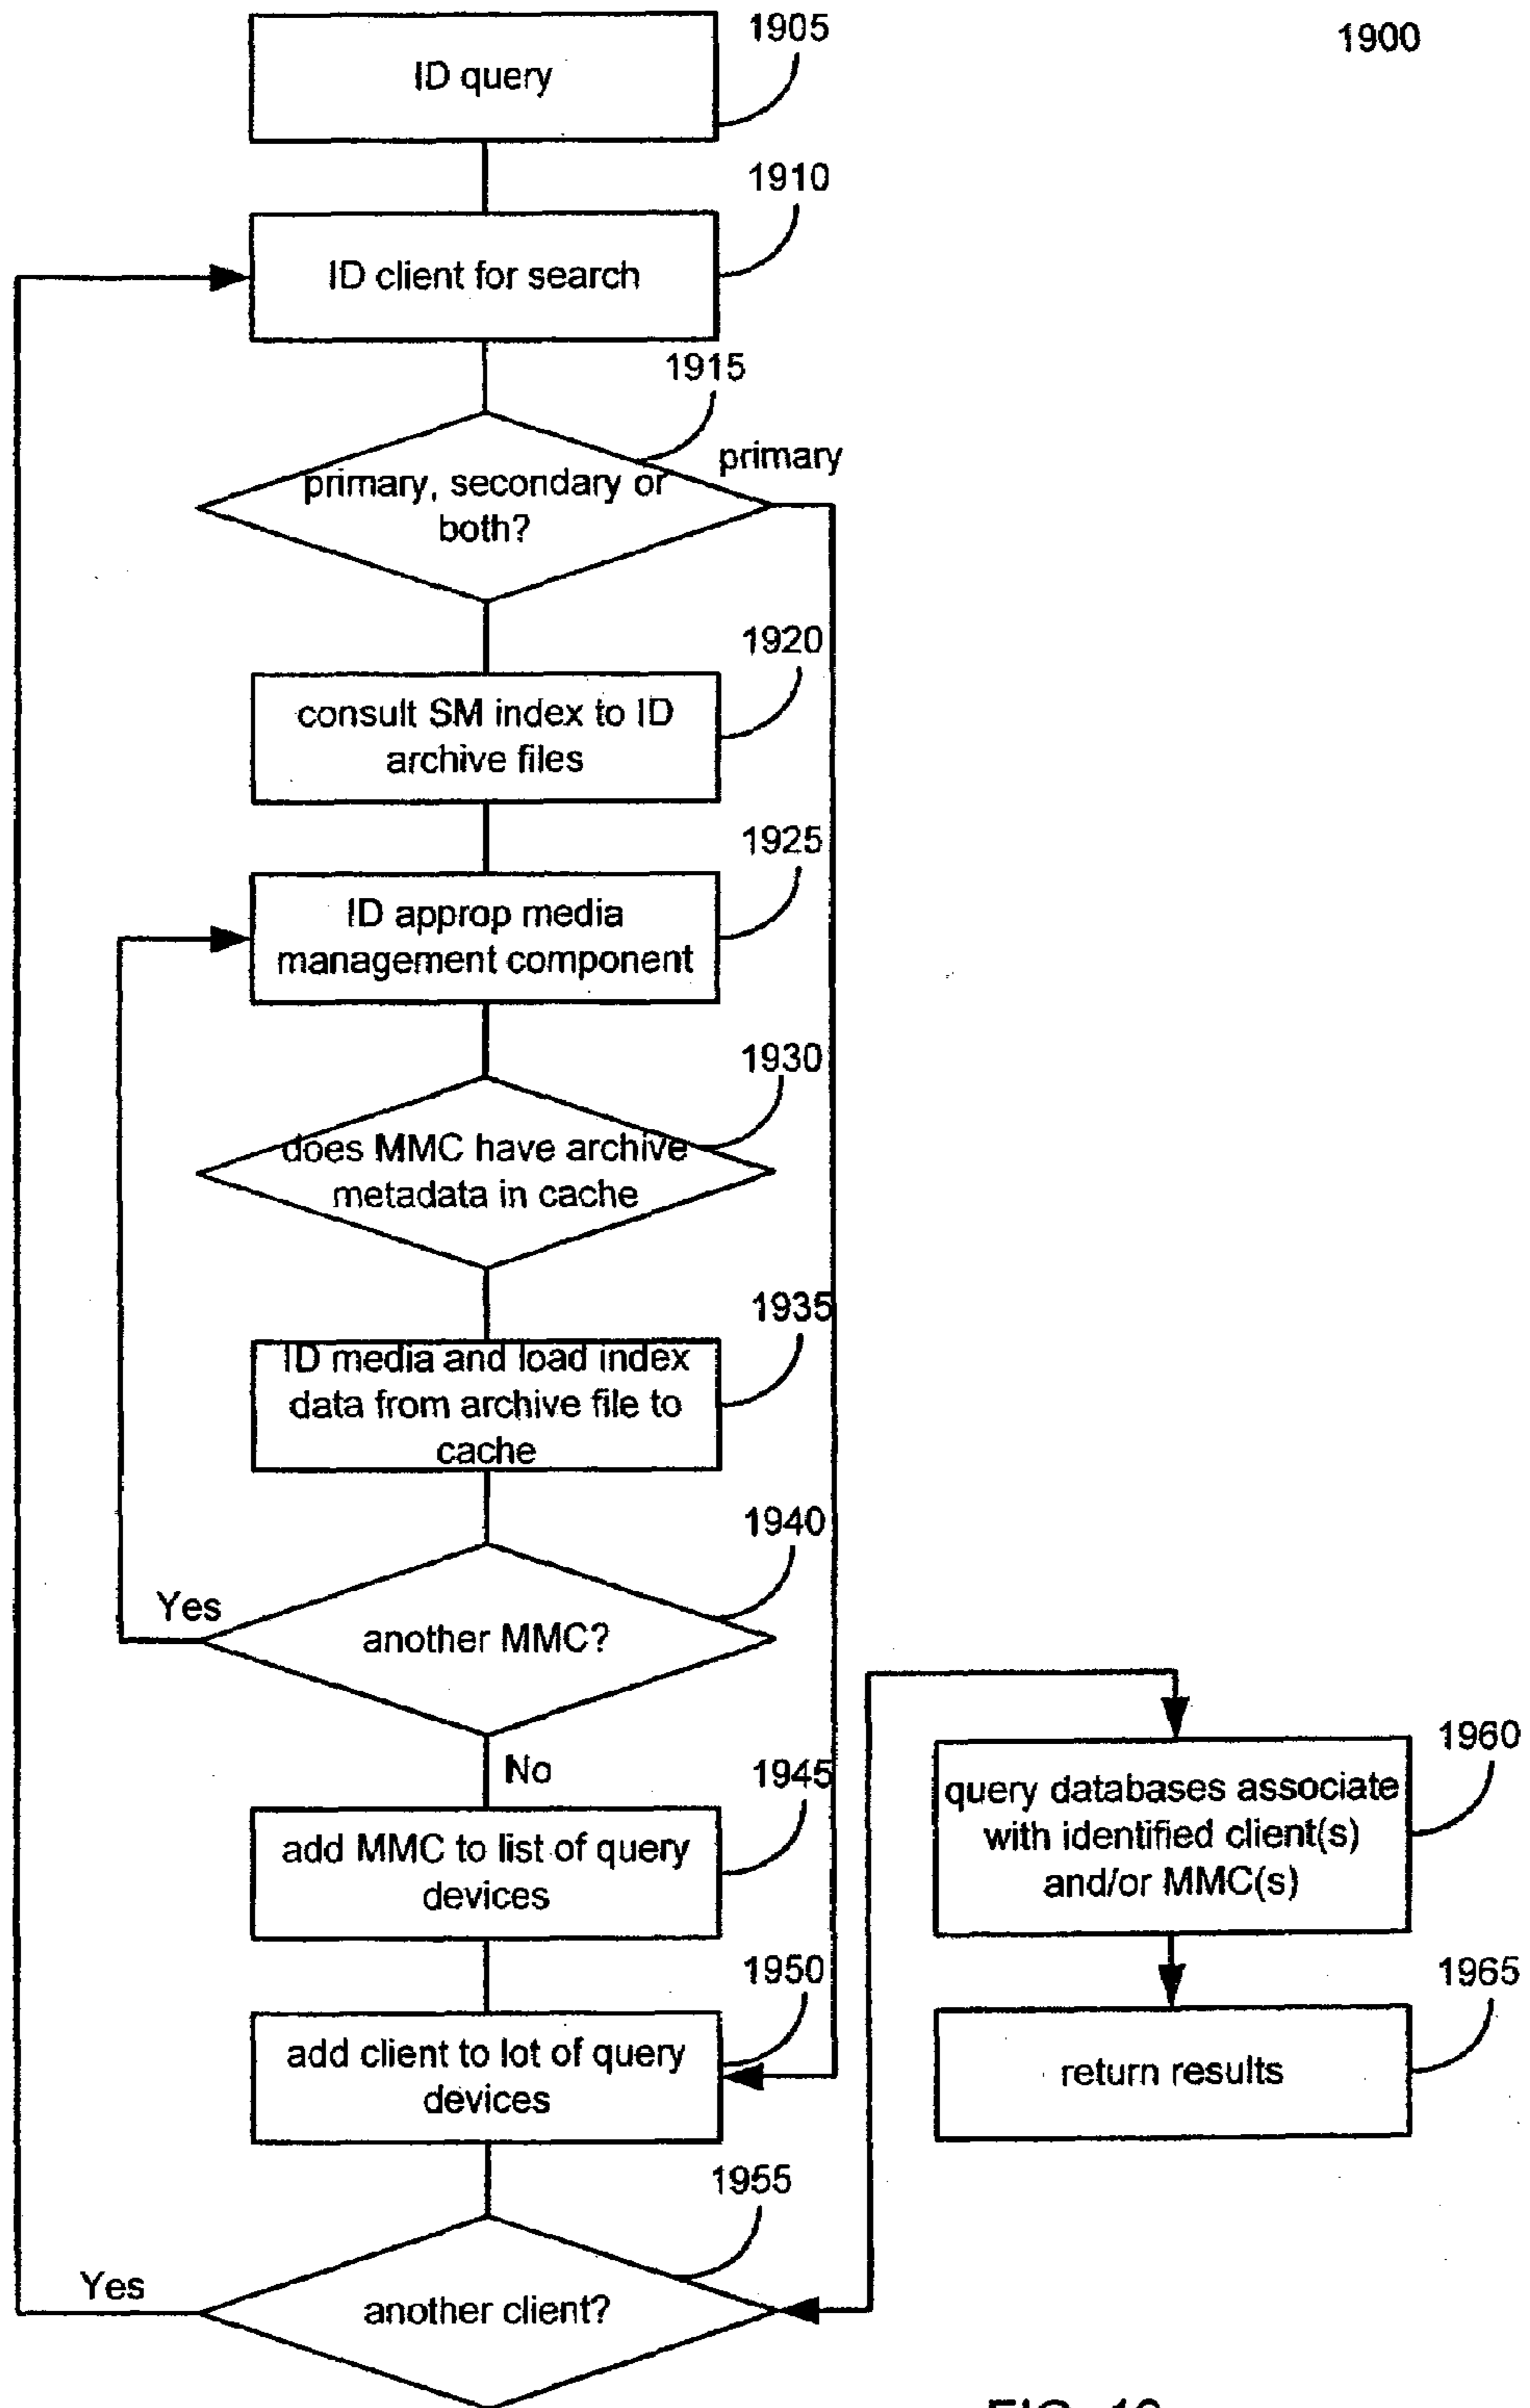 1900
1905
ID query
1910
ID client for search
1915
primary
primary, secondary or
both?
1920
consult SM index to ID
archive files
1925
ID approp media
management component
1930
does MMC have archive
metadata in cache
1935
ID media and load index
data from archive file to
cache
1940
Yes
another MMC?
No
1945
add MMC to list of query
devices
1950
add client to lot of query
devices
1955
Yes
another client?
1960
query databases associate
with identified client(s)
and/or MMC(s)
1965
return results